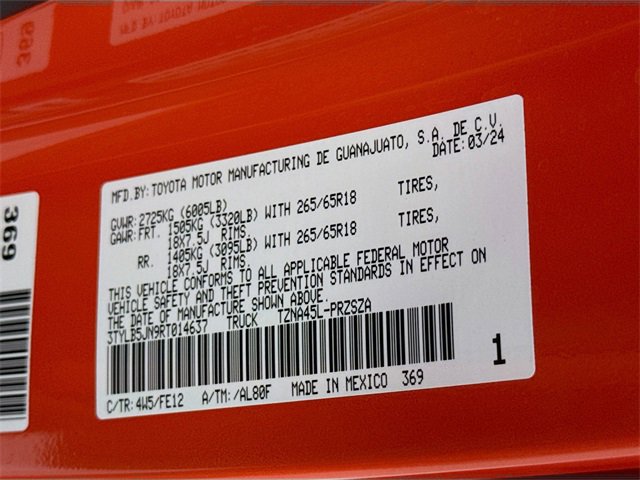 MFD.BY:TOYOTA MOTOR MANUFACTURING DE GUANAJUATO, S.A. DE C.V.
DATE:03/24
GVWR:2725KG (6005LB)
GAWR:FRT. 1505KG (3320LB) WITH 265/65R18 TIRES,
18X7.5J RIMS.
RR. 1405KG (3095LB) WITH 265/65R18 TIRES,
18X7.5J RIMS.
THIS VEHICLE CONFORMS TO ALL APPLICABLE FEDERAL MOTOR
VEHICLE SAFETY AND THEFT PREVENTION STANDARDS IN EFFECT ON
THE DATE OF MANUFACTURE SHOWN ABOVE.
3TYLB5JN9RT014637 TRUCK TZNA45L-PRZSZA
1
C/TR: 4W5/FE12 A/TM: /AL80F MADE IN MEXICO 369
369